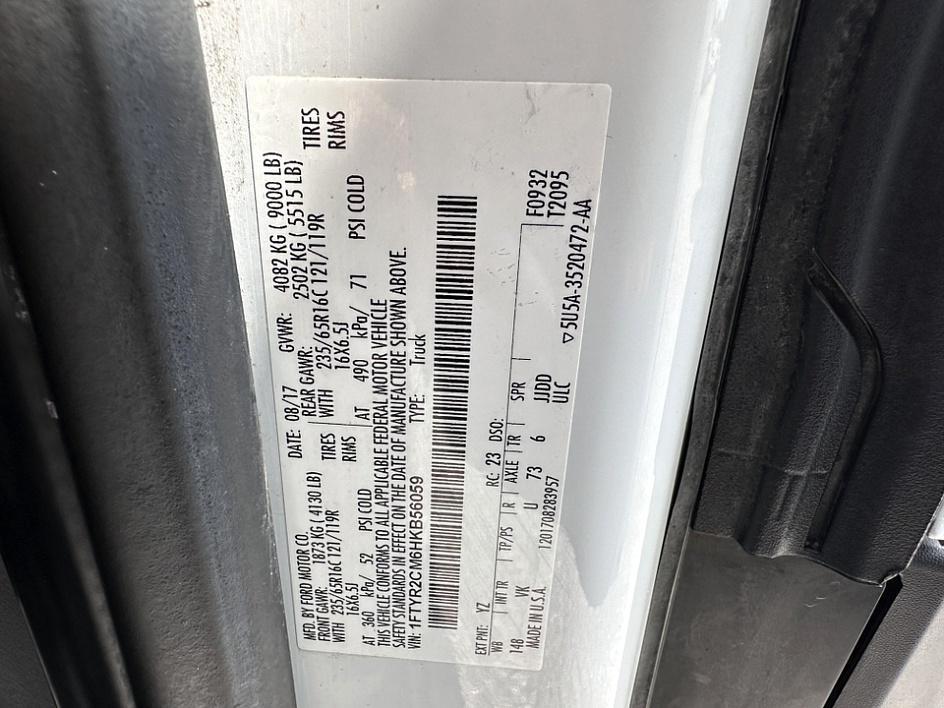 MFD. BY FORD MOTOR CO. DATE: 08/17 GVWR: 4082 KG ( 9000 LB)
FRONT GAWR: 1873 KG ( 4130 LB) REAR GAWR: 2502 KG ( 5515 LB)
WITH 235/65R16C 121/119R TIRES WITH 235/65R16C 121/119R TIRES
16X6.5J RIMS 16X6.5J RIMS
AT 360 kPa/ 52 PSI COLD AT 490 kPa/ 71 PSI COLD
THIS VEHICLE CONFORMS TO ALL APPLICABLE FEDERAL MOTOR VEHICLE
SAFETY STANDARDS IN EFFECT ON THE DATE OF MANUFACTURE SHOWN ABOVE.
VIN: 1FTYR2CM6HKB56059 TYPE: Truck
EXT PNT: YZ RC: 23 DSO: F0932
WB INT TR TP/PS R AXLE TR SPR T2095
148 VK U 73 6 JJDD
MADE IN U.S.A. 1201708283957 ULC ▽5U5A-3520472-AA